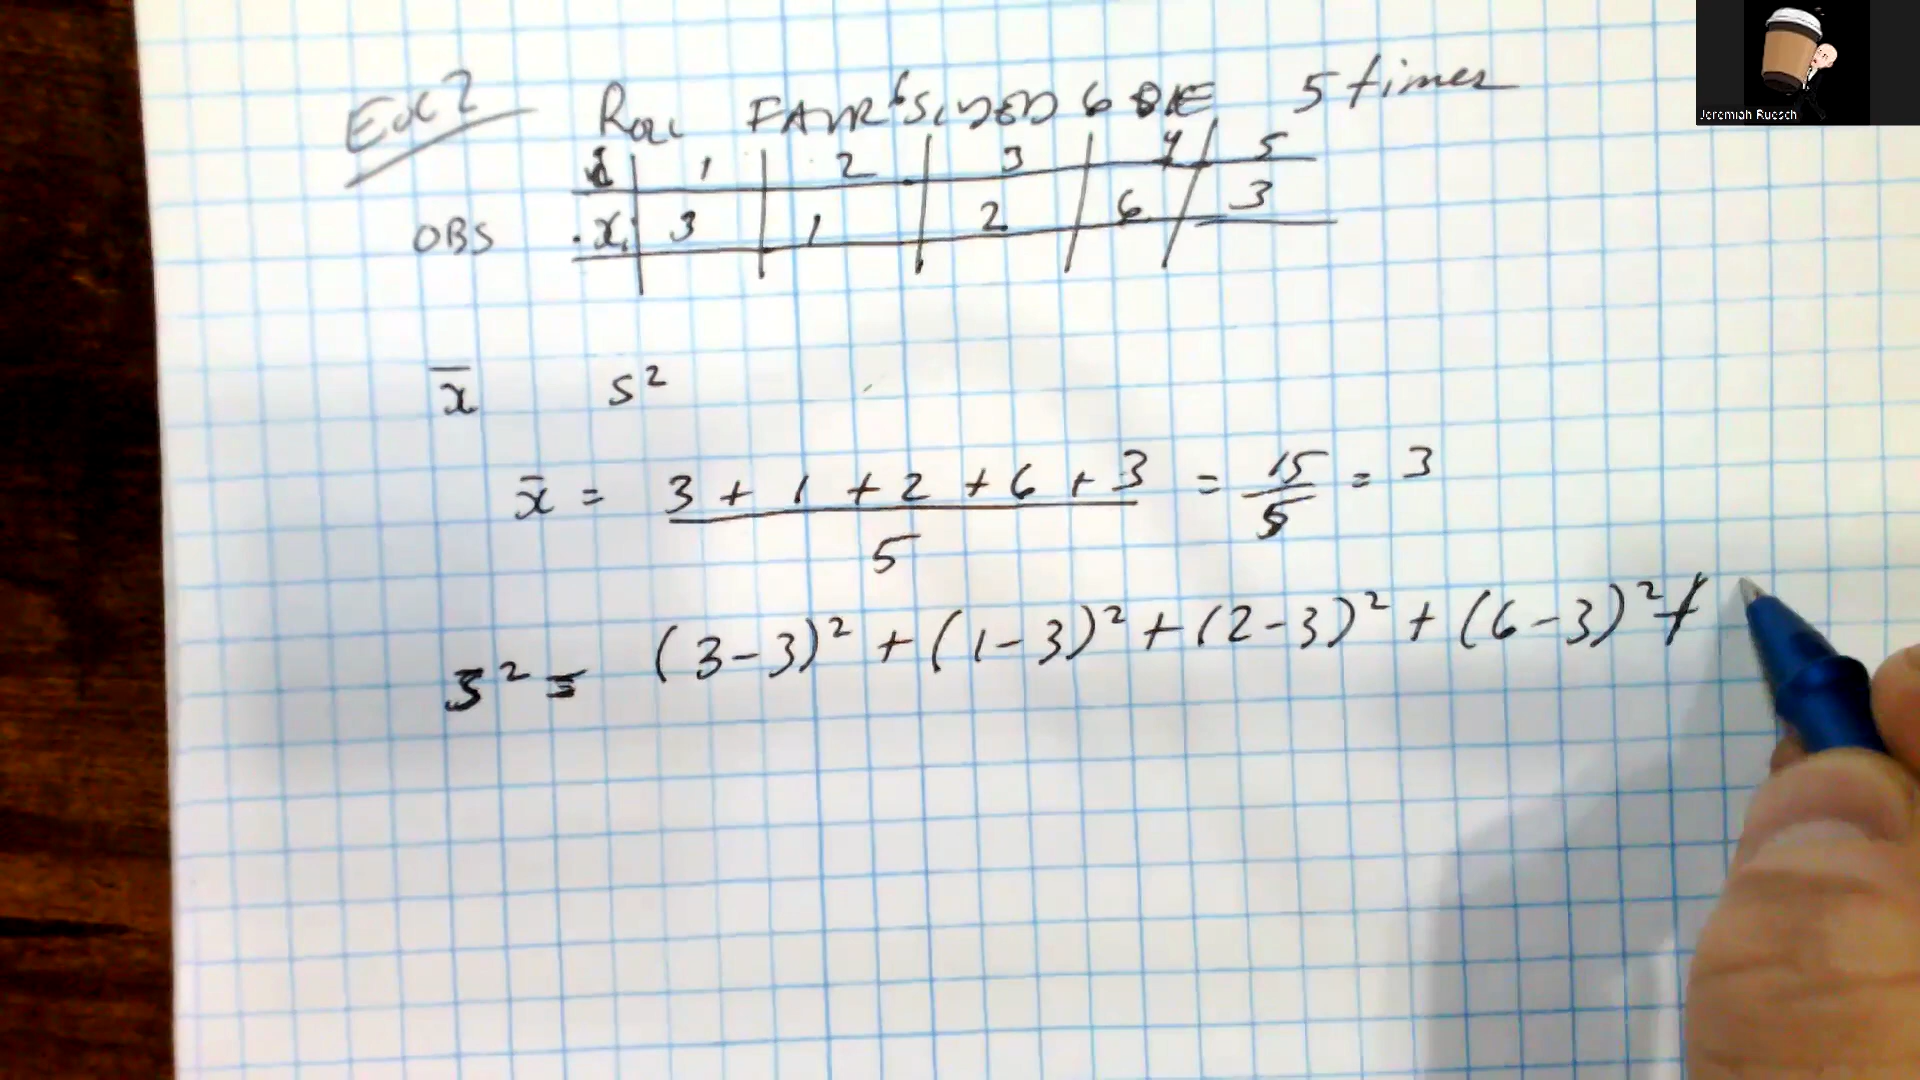 Ex 2 Roll FAIR 6 SIDED 6 DIE 5 times
i 1 2 3 4 5
OBS xᵢ 3 1 2 6 3
x̄ s²
x̄ = 3 + 1 + 2 + 6 + 3 = 15 = 3
5 5
s² = (3-3)² + (1-3)² + (2-3)² + (6-3)² +
Jeremiah Ruesch